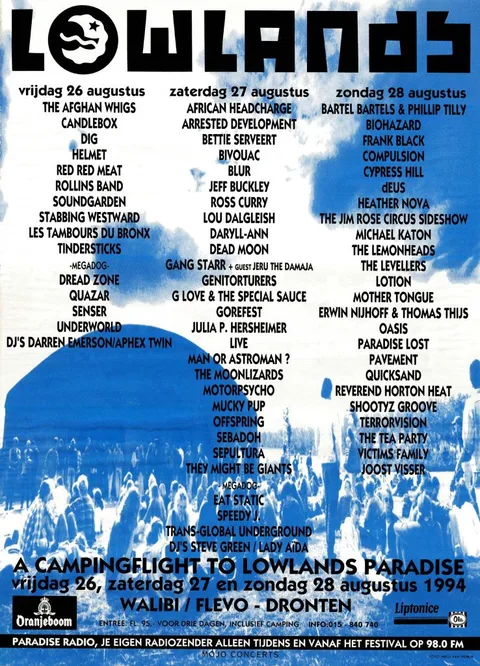 LOWLANDS
vrijdag 26 augustus
THE AFGHAN WHIGS
CANDLEBOX
DIG
HELMET
RED RED MEAT
ROLLINS BAND
SOUNDGARDEN
STABBING WESTWARD
LES TAMBOURS DU BRONX
TINDERSTICKS
-MEGADOG-
DREAD ZONE
QUAZAR
SENSER
UNDERWORLD
DJ'S DARREN EMERSON/APHEX TWIN
zaterdag 27 augustus
AFRICAN HEADCHARGE
ARRESTED DEVELOPMENT
BETTIE SERVEERT
BIVOUAC
BLUR
JEFF BUCKLEY
ROSS CURRY
LOU DALGLEISH
DARYLL-ANN
DEAD MOON
GANG STARR + GUEST JERU THE DAMAJA
GENITORTURERS
G LOVE & THE SPECIAL SAUCE
GOREFEST
JULIA P. HERSHEIMER
LIVE
MAN OR ASTROMAN ?
THE MOONLIZARDS
MOTORPSYCHO
MUCKY PUP
OFFSPRING
SEBADOH
SEPULTURA
THEY MIGHT BE GIANTS
- MEGADOG-
EAT STATIC
SPEEDY J.
TRANS-GLOBAL UNDERGROUND
DJ'S STEVE GREEN / LADY AïDA
zondag 28 augustus
BARTEL BARTELS & PHILLIP TILLY
BIOHAZARD
FRANK BLACK
COMPULSION
CYPRESS HILL
dEUS
HEATHER NOVA
THE JIM ROSE CIRCUS SIDESHOW
MICHAEL KATON
THE LEMONHEADS
THE LEVELLERS
LOTION
MOTHER TONGUE
ERWIN NIJHOFF & THOMAS THIJS
OASIS
PARADISE LOST
PAVEMENT
QUICKSAND
REVEREND HORTON HEAT
SHOOTYZ GROOVE
TERRORVISION
THE TEA PARTY
VICTIMS FAMILY
JOOST VISSER
A CAMPINGFLIGHT TO LOWLANDS PARADISE
vrijdag 26, zaterdag 27 en zondag 28 augustus 1994
WALIBI / FLEVO - DRONTEN
ENTREE: FL. 95,- VOOR DRIE DAGEN, INCLUSIEF CAMPING INFO: 015 - 840 740
Oranjeboom
Liptonice
PARADISE RADIO, JE EIGEN RADIOZENDER ALLEEN TIJDENS EN VANAF HET FESTIVAL OP 98.0 FM
MOJO CONCERTS